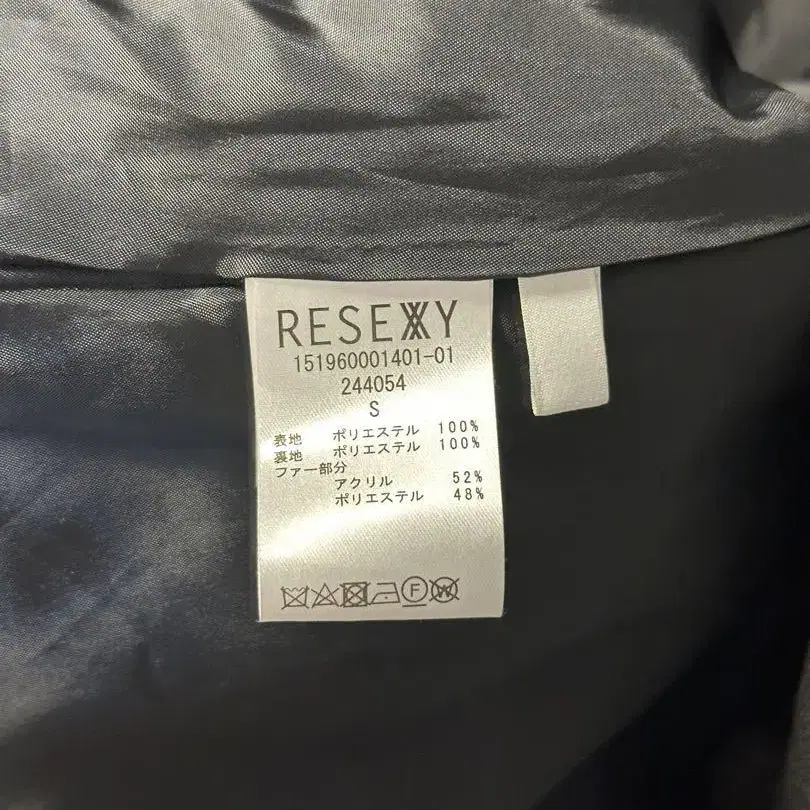 RESEXXY
151960001401-01
244054
S
表地 ポリエステル 100%
裏地 ポリエステル 100%
ファー部分
アクリル 52%
ポリエステル 48%
F W